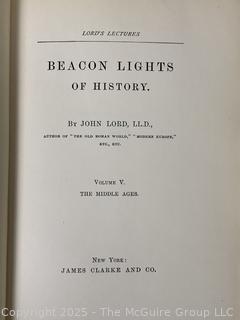 LORD'S LECTURES
BEACON LIGHTS
OF HISTORY.
BY JOHN LORD, LL.D.,
AUTHOR OF "THE OLD ROMAN WORLD," "MODERN EUROPE,"
ETC., ETC.
VOLUME V.
THE MIDDLE AGES.
NEW YORK:
JAMES CLARKE AND CO.
Copyright © 2025 - The McGuire Group LLC